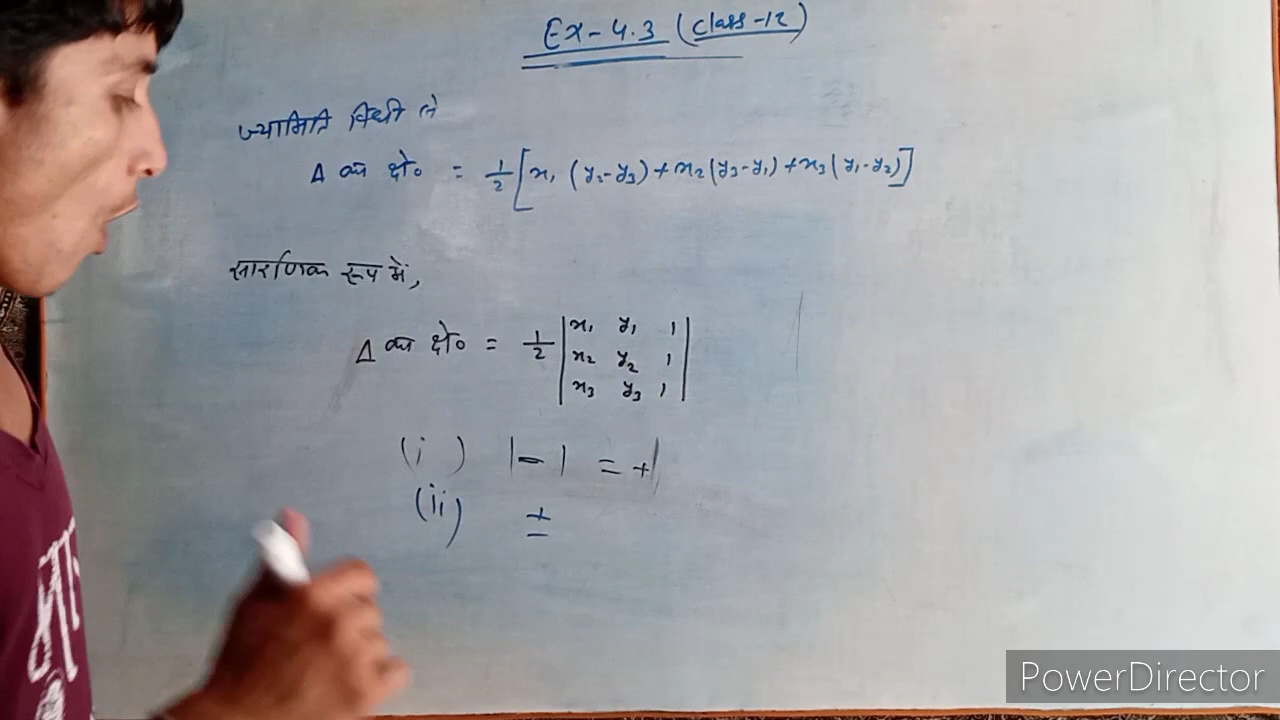 Ex-4.3 (class-12)
ज्यामिति विधी से
Δ का क्षे० = 1/2 [x₁ (y₂-y₃) + x₂ (y₃-y₁) + x₃ (y₁-y₂)]
सारणिक रूप में,
Δ का क्षे० = 1/2 | x₁ y₁ 1 |
| x₂ y₂ 1 |
| x₃ y₃ 1 |
(i) |-| = +
(ii) ±
PowerDirector